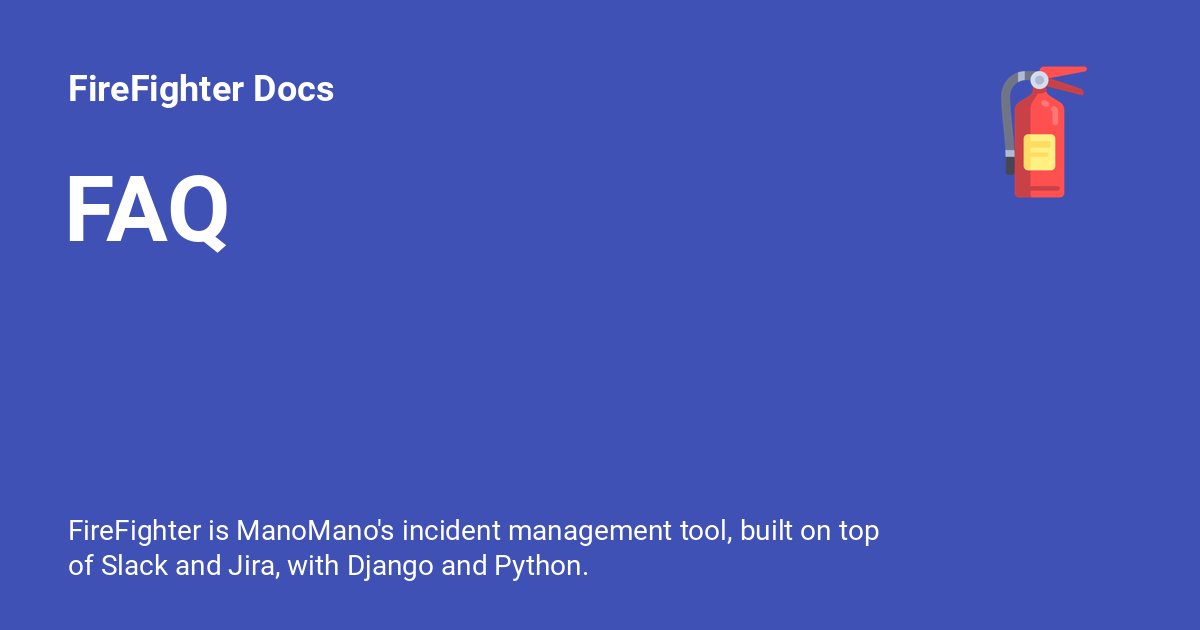 FireFighter Docs
FAQ
FireFighter is ManoMano's incident management tool, built on top
of Slack and Jira, with Django and Python.